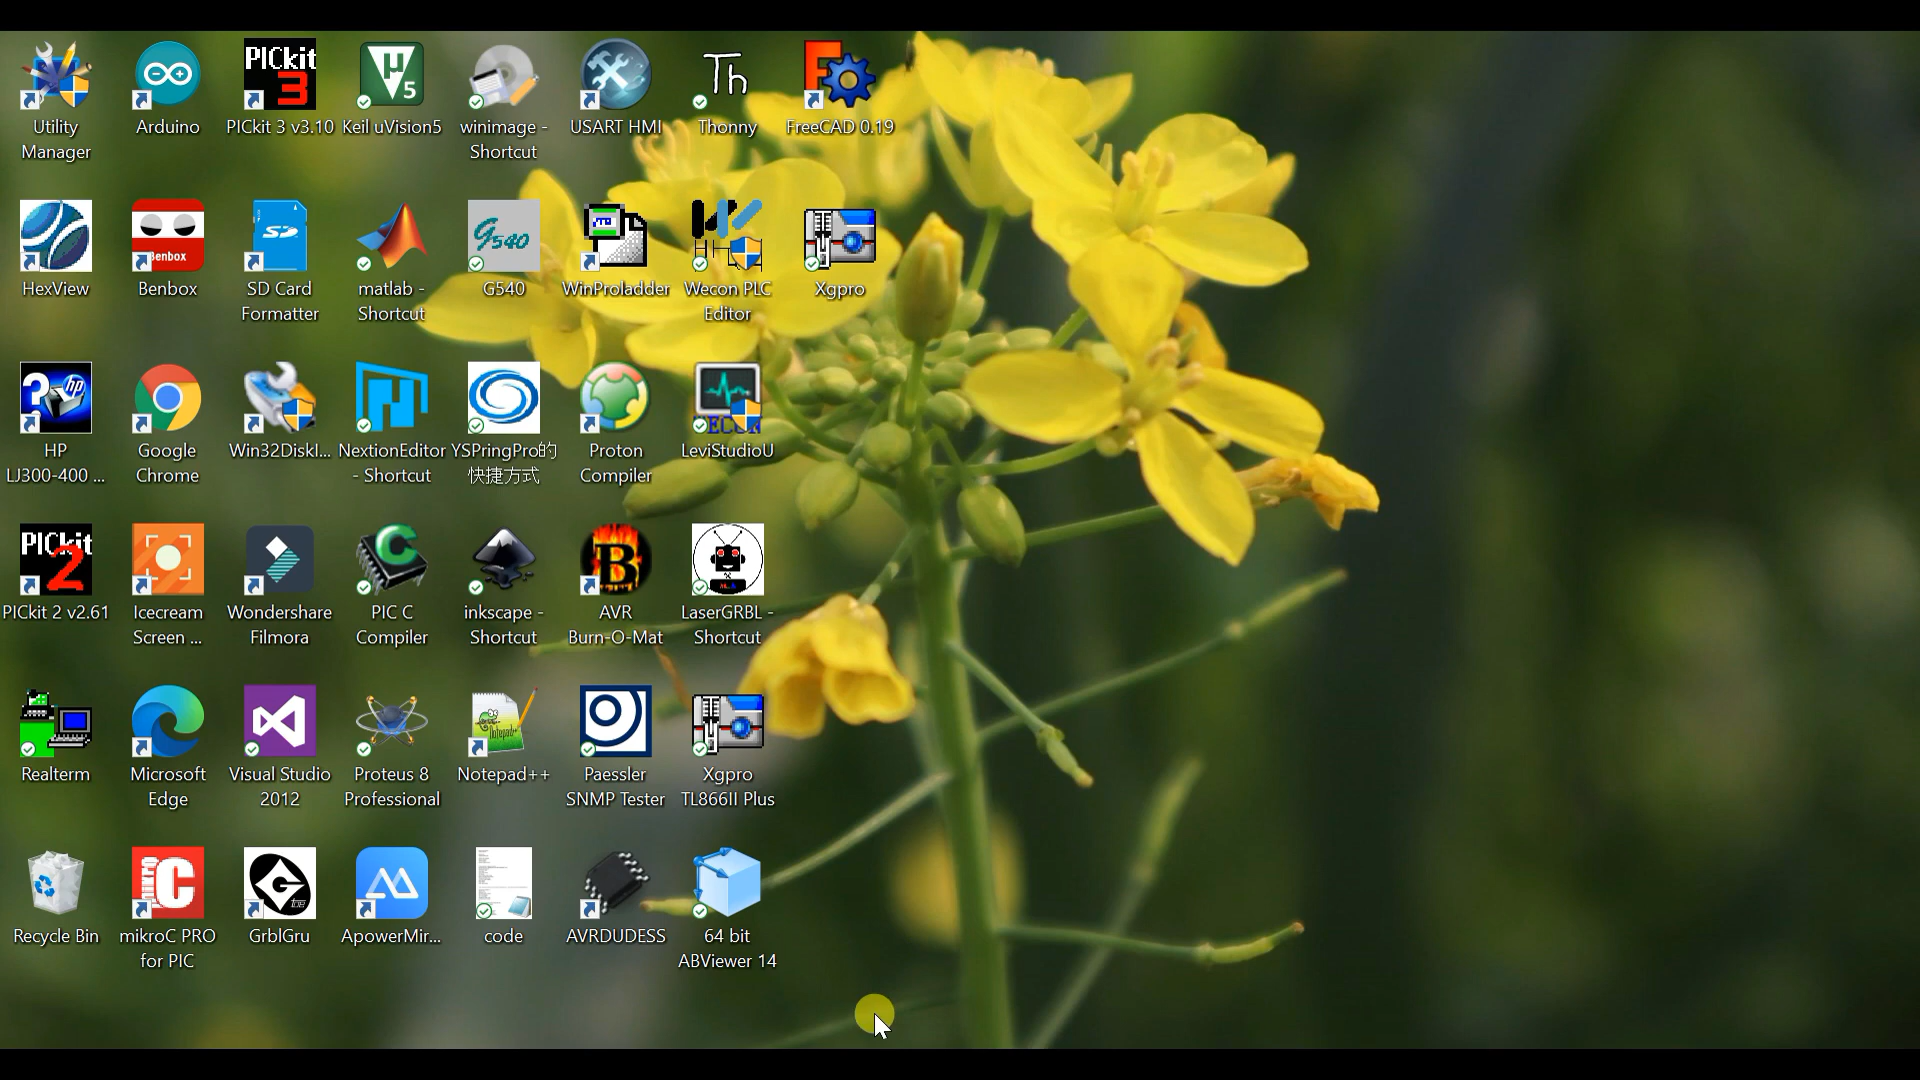 PICkit
3
µ
5
Th
Utility
Manager
Arduino
PICkit 3 v3.10
Keil uVision5
winimage -
Shortcut
USART HMI
Thonny
FreeCAD 0.19
Benbox
SD
G540
HexView
Benbox
SD Card
Formatter
matlab -
Shortcut
G540
WinProladder
Wecon PLC
Editor
Xgpro
?
hp
HP
LJ300-400 ...
Google
Chrome
Win32DiskI...
NextionEditor
- Shortcut
YSPringPro的
快捷方式
Proton
Compiler
LeviStudioU
PICkit
2
C
B
PICkit 2 v2.61
Icecream
Screen ...
Wondershare
Filmora
PIC C
Compiler
inkscape -
Shortcut
AVR
Burn-O-Mat
LaserGRBL -
Shortcut
Notepad++
Realterm
Microsoft
Edge
Visual Studio
2012
Proteus 8
Professional
Notepad++
Paessler
SNMP Tester
Xgpro
TL866II Plus
mikroPRO
C
Recycle Bin
mikroC PRO
for PIC
GrblGru
ApowerMir...
code
AVRDUDESS
64 bit
ABViewer 14